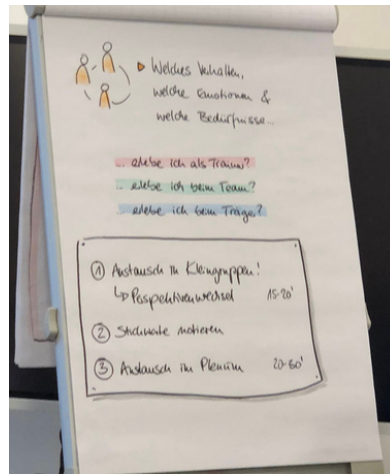 Welches Verhalten,
welche Emotionen &
welche Bedürfnisse...
... erlebe ich als Trainer?
... erlebe ich beim Team?
... erlebe ich beim Träger?
① Austausch in Kleingruppen!
↳ Perspektivenwechsel 15-20'
② Stichworte notieren
③ Austausch im Plenum 20-60'